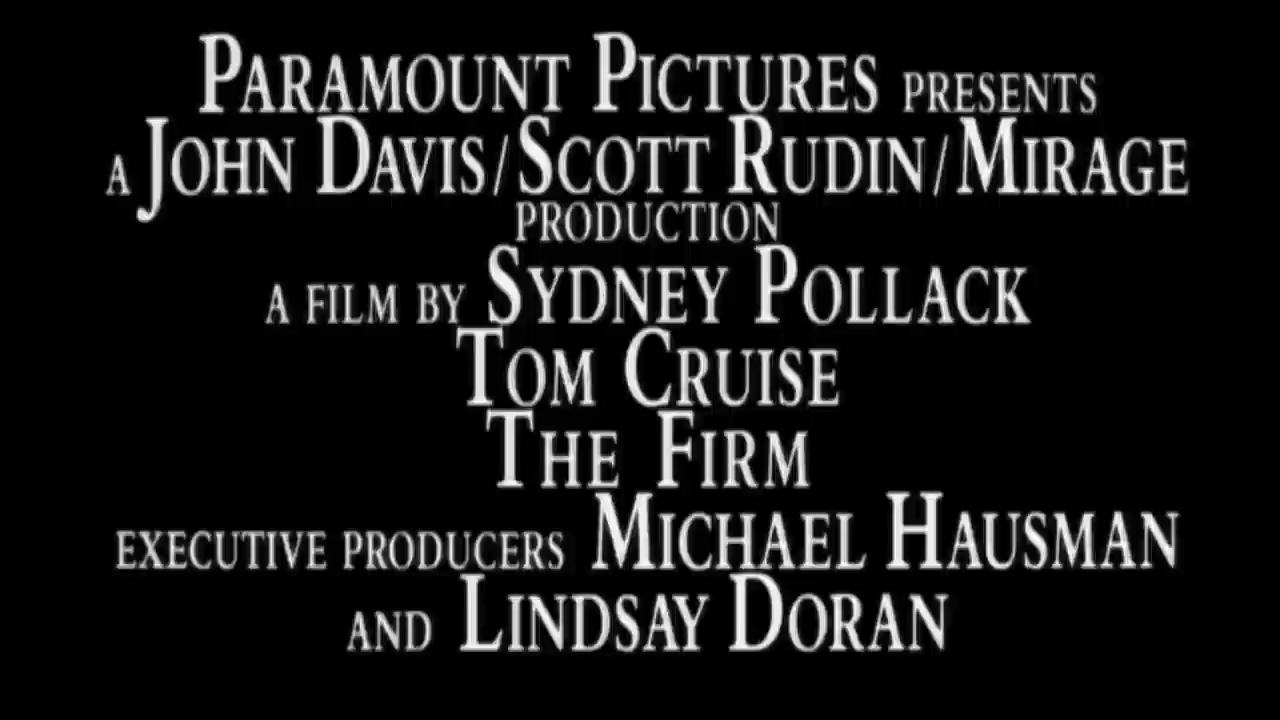 PARAMOUNT PICTURES PRESENTS
A JOHN DAVIS/SCOTT RUDIN/MIRAGE
PRODUCTION
A FILM BY SYDNEY POLLACK
TOM CRUISE
THE FIRM
EXECUTIVE PRODUCERS MICHAEL HAUSMAN
AND LINDSAY DORAN